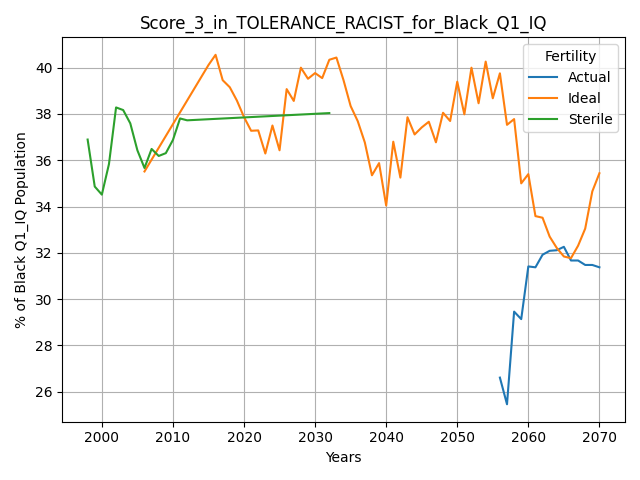 Score_3_in_TOLERANCE_RACIST_for_Black_Q1_IQ
Fertility
Actual
Ideal
Sterile
% of Black Q1_IQ Population
40
38
36
34
32
30
28
26
2000 2010 2020 2030 2040 2050 2060 2070
Years